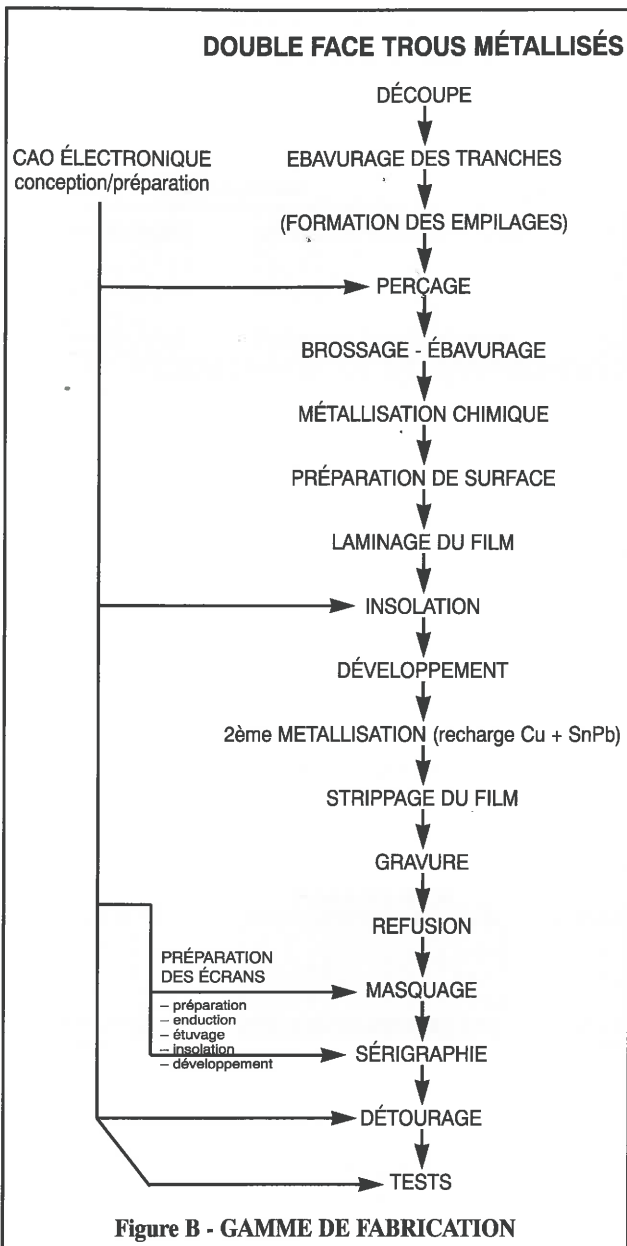 DOUBLE FACE TROUS MÉTALLISÉS
DÉCOUPE
CAO ÉLECTRONIQUE
conception/préparation
EBAVURAGE DES TRANCHES
(FORMATION DES EMPILAGES)
PERÇAGE
BROSSAGE - ÉBAVURAGE
MÉTALLISATION CHIMIQUE
PRÉPARATION DE SURFACE
LAMINAGE DU FILM
INSOLATION
DÉVELOPPEMENT
2ème METALLISATION (recharge Cu + SnPb)
STRIPPAGE DU FILM
GRAVURE
REFUSION
PRÉPARATION
DES ÉCRANS
– préparation
– enduction
– étuvage
– insolation
– développement
MASQUAGE
SÉRIGRAPHIE
DÉTOURAGE
TESTS
Figure B - GAMME DE FABRICATION